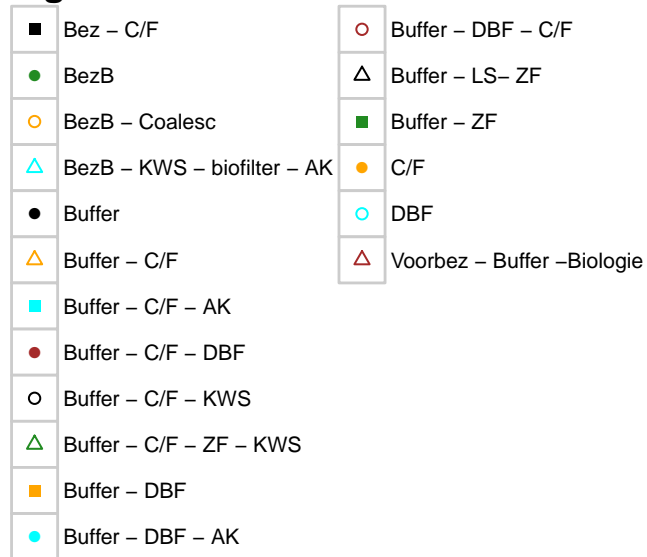 Bez – C/F
BezB
BezB – Coalesc
BezB – KWS – biofilter – AK
Buffer
Buffer – C/F
Buffer – C/F – AK
Buffer – C/F – DBF
Buffer – C/F – KWS
Buffer – C/F – ZF – KWS
Buffer – DBF
Buffer – DBF – AK
Buffer – DBF – C/F
Buffer – LS– ZF
Buffer – ZF
C/F
DBF
Voorbez – Buffer –Biologie